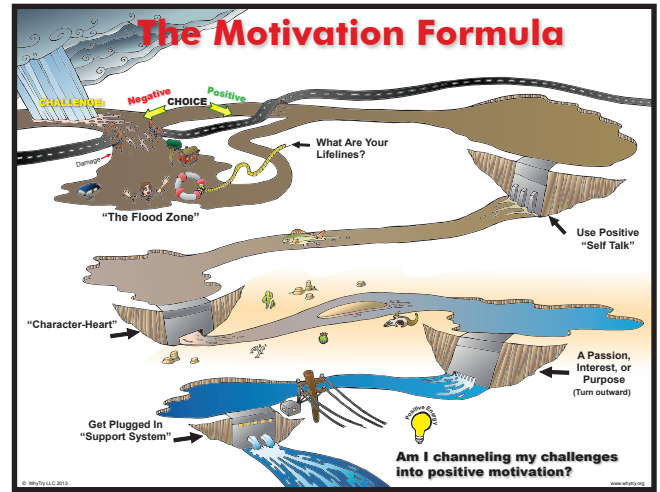 The Motivation Formula
CHALLENGE:
Negative
CHOICE
Positive
Damage
What Are Your
Lifelines?
"The Flood Zone"
Use Positive
"Self Talk"
"Character-Heart"
A Passion,
Interest, or
Purpose
(Turn outward)
Get Plugged In
"Support System"
Positive Energy
Am I channeling my challenges
into positive motivation?
© WhyTry LLC 2013
www.whytry.org